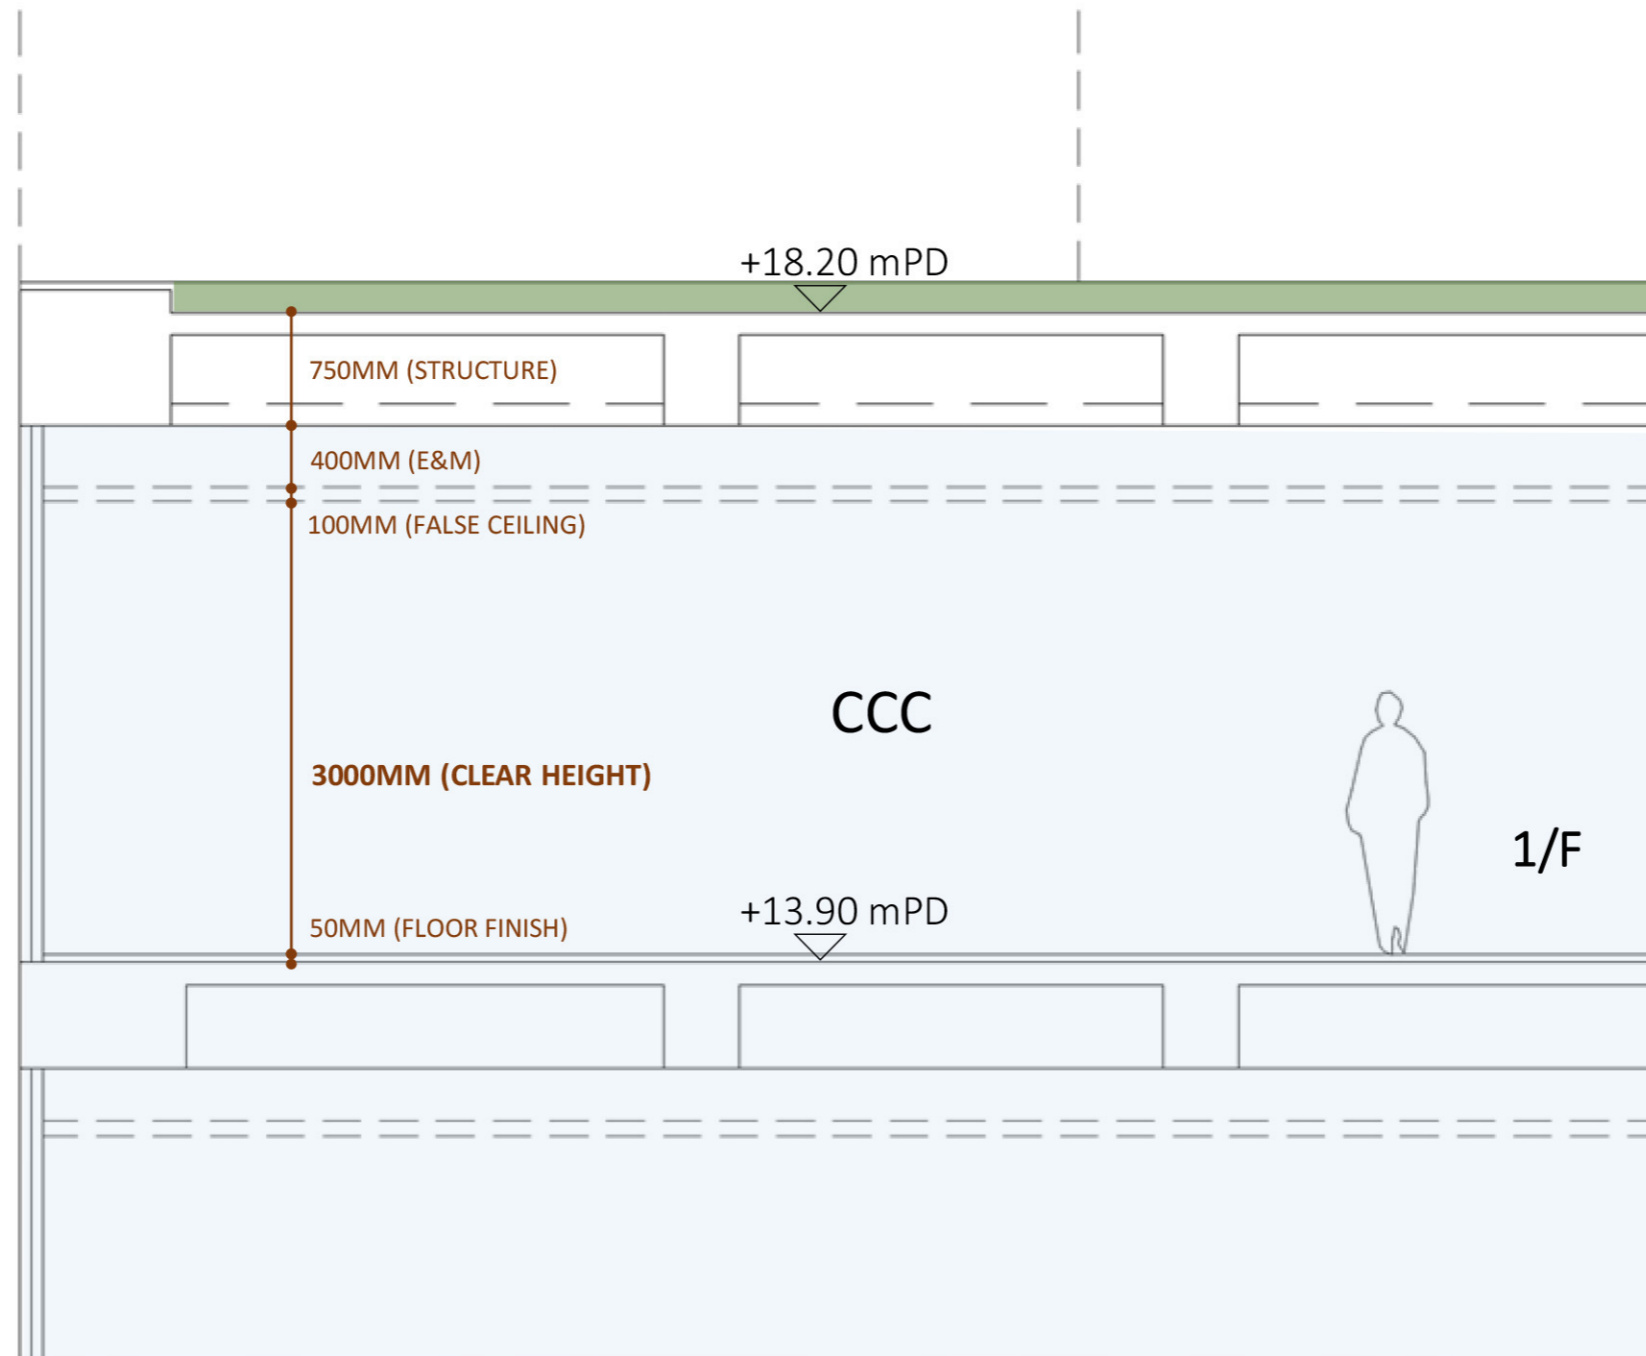 +18.20 mPD
750MM (STRUCTURE)
400MM (E&M)
100MM (FALSE CEILING)
CCC
3000MM (CLEAR HEIGHT)
1/F
+13.90 mPD
50MM (FLOOR FINISH)